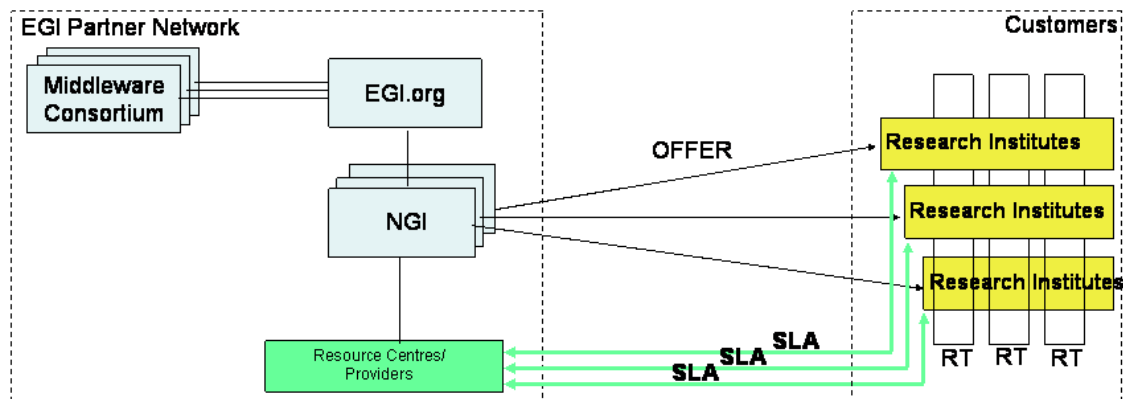 EGI Partner Network
Customers
Middleware
Consortium
EGI.org
OFFER
Research Institutes
NGI
Research Institutes
Research Institutes
Resource Centres/
Providers
SLA
SLA
SLA
RT
RT
RT